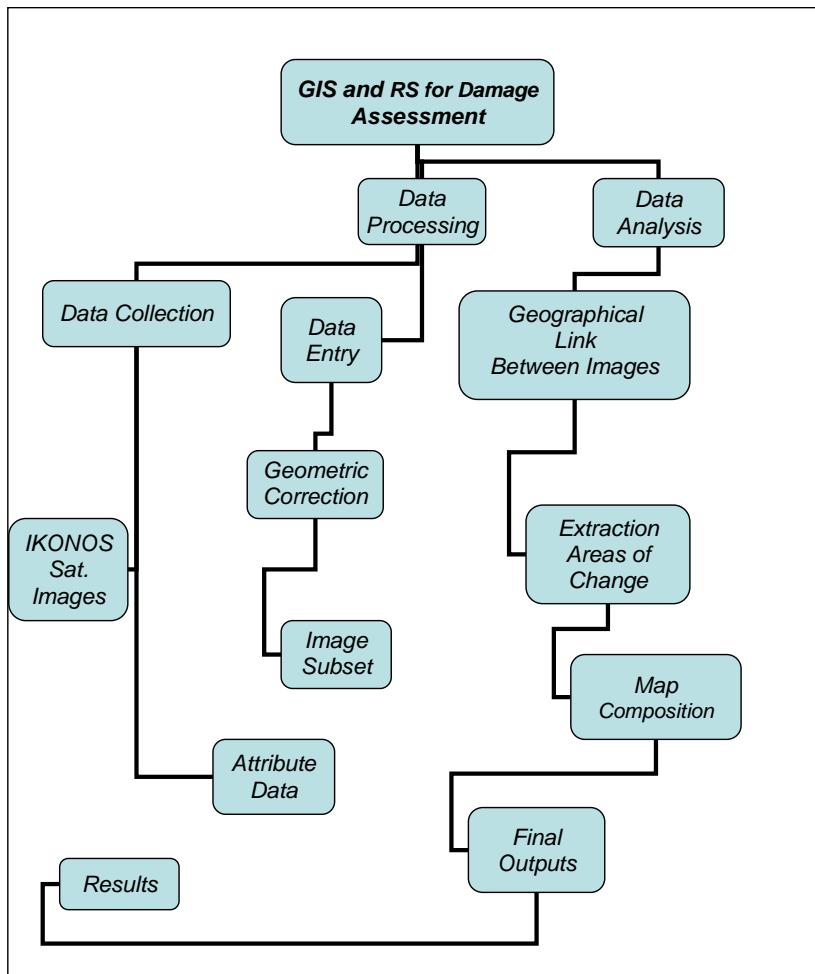 GIS and RS for Damage
Assessment
Data
Processing
Data
Analysis
Data Collection
Data
Entry
Geographical
Link
Between Images
Geometric
Correction
IKONOS
Sat.
Images
Extraction
Areas of
Change
Image
Subset
Map
Composition
Attribute
Data
Final
Outputs
Results